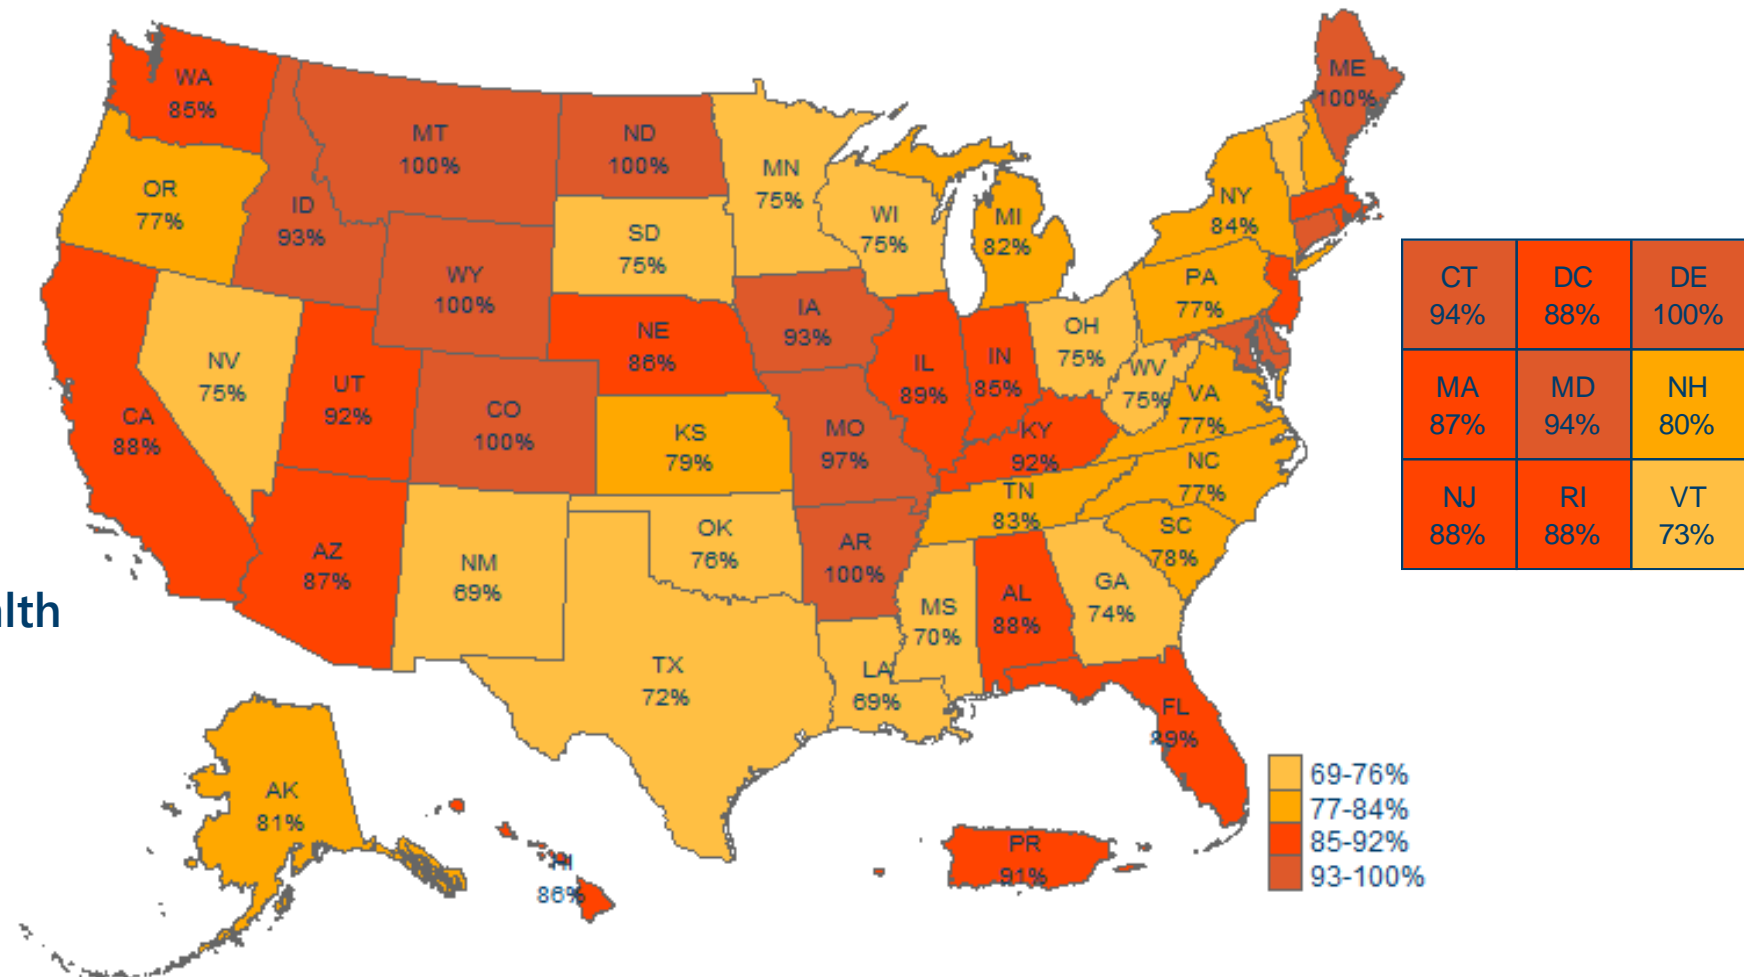 WA
85%
OR
77%
CA
88%
ID
93%
NV
75%
MT
100%
WY
100%
UT
92%
AZ
87%
CO
100%
NM
69%
ND
100%
SD
75%
NE
86%
KS
79%
OK
76%
TX
72%
MN
75%
IA
93%
MO
97%
AR
100%
LA
69%
WI
75%
IL
89%
MS
70%
MI
82%
IN
85%
KY
92%
TN
83%
AL
88%
OH
75%
WV
75%
GA
74%
FL
89%
SC
78%
NC
77%
VA
77%
PA
77%
NY
84%
ME
100%
AK
81%
HI
86%
PR
91%
CT
94%
DC
88%
DE
100%
MA
87%
MD
94%
NH
80%
NJ
88%
RI
88%
VT
73%
69-76%
77-84%
85-92%
93-100%